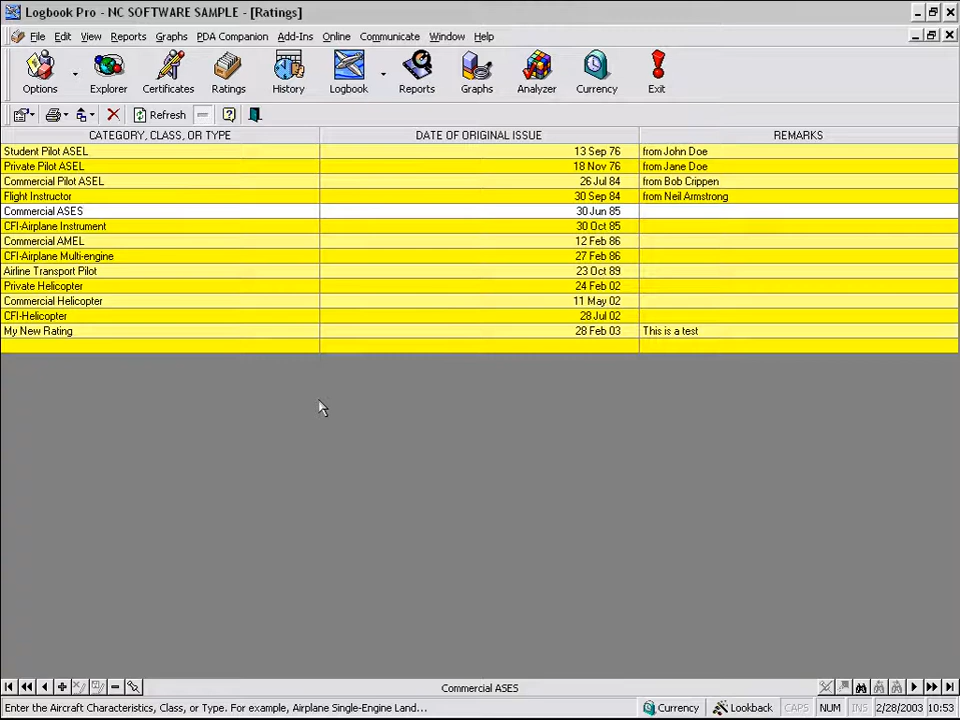 Logbook Pro - NC SOFTWARE SAMPLE - [Ratings]
File Edit View Reports Graphs PDA Companion Add-Ins Online Communicate Window Help
Options Explorer Certificates Ratings History Logbook Reports Graphs Analyzer Currency Exit
Refresh
CATEGORY, CLASS, OR TYPE DATE OF ORIGINAL ISSUE REMARKS
Student Pilot ASEL 13 Sep 76 from John Doe
Private Pilot ASEL 18 Nov 76 from Jane Doe
Commercial Pilot ASEL 26 Jul 84 from Bob Crippen
Flight Instructor 30 Sep 84 from Neil Armstrong
Commercial ASES 30 Jun 85
CFI-Airplane Instrument 30 Oct 85
Commercial AMEL 12 Feb 86
CFI-Airplane Multi-engine 27 Feb 86
Airline Transport Pilot 23 Oct 89
Private Helicopter 24 Feb 02
Commercial Helicopter 11 May 02
CFI-Helicopter 28 Jul 02
My New Rating 28 Feb 03 This is a test
Commercial ASES
Enter the Aircraft Characteristics, Class, or Type. For example, Airplane Single-Engine Land... Currency Lookback CAPS NUM INS 2/28/2003 10:53